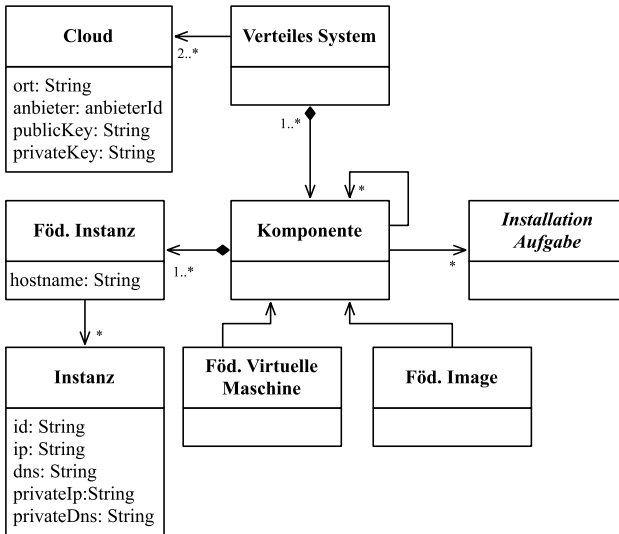 Cloud
ort: String
anbieter: anbieterId
publicKey: String
privateKey: String
2..*
Verteiles System
1..*
*
Föd. Instanz
hostname: String
1..*
Komponente
*
Installation
Aufgabe
*
Instanz
id: String
ip: String
dns: String
privateIp:String
privateDns: String
Föd. Virtuelle
Maschine
Föd. Image